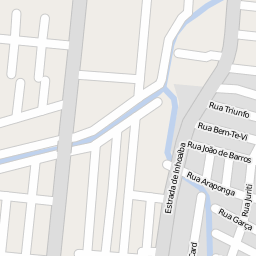 Rua Triunfo
Rua Bem-Te-Vi
Rua João de Barros
Estrada de Inhoaíba
Rua Araponga
Rua Juriti
Rua Garça